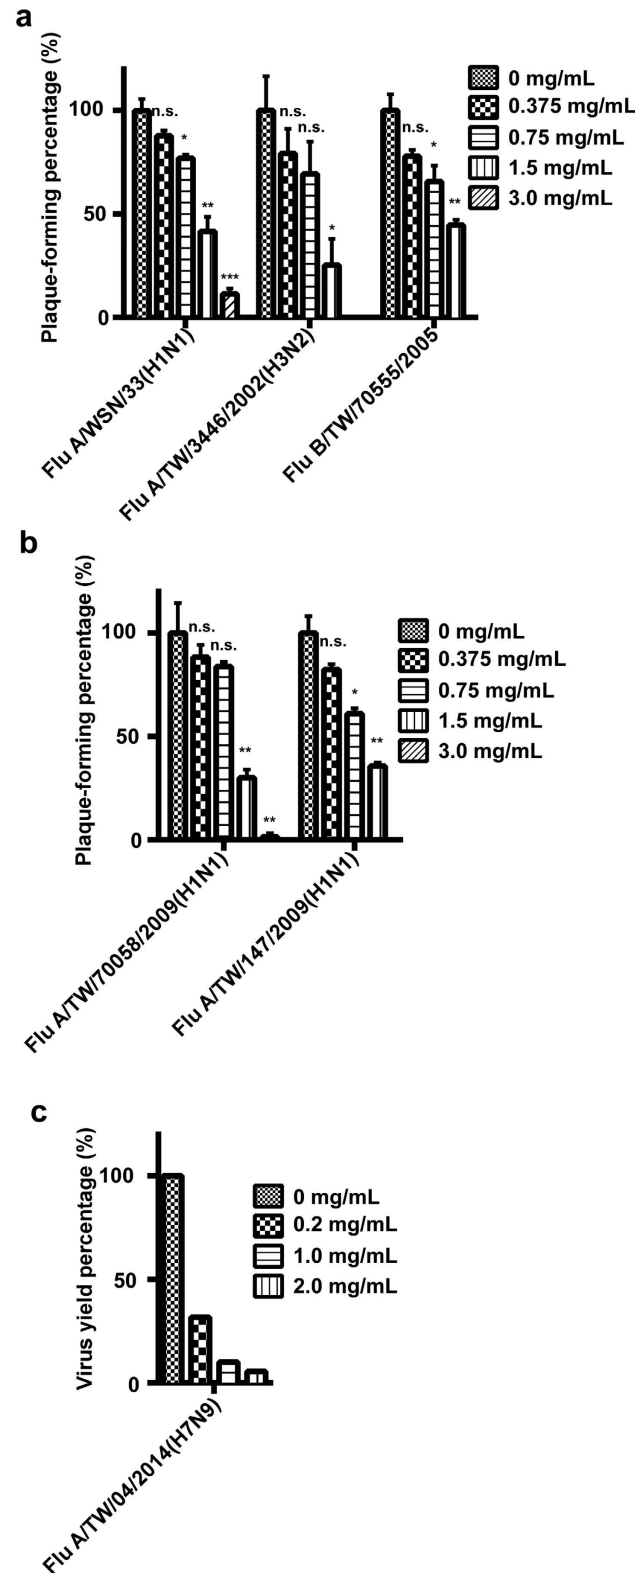 a
Plaque-forming percentage (%)
100
50
0
n.s.
*
**
***
n.s.
n.s.
*
n.s.
*
**
0 mg/mL
0.375 mg/mL
0.75 mg/mL
1.5 mg/mL
3.0 mg/mL
Flu A/WSN/33(H1N1)
Flu A/TW/3446/2002(H3N2)
Flu B/TW/70555/2005
b
Plaque-forming percentage (%)
100
50
0
n.s.
n.s.
**
**
n.s.
*
**
0 mg/mL
0.375 mg/mL
0.75 mg/mL
1.5 mg/mL
3.0 mg/mL
Flu A/TW/70058/2009(H1N1)
Flu A/TW/147/2009(H1N1)
c
Virus yield percentage (%)
100
50
0
0 mg/mL
0.2 mg/mL
1.0 mg/mL
2.0 mg/mL
Flu A/TW/04/2014(H7N9)